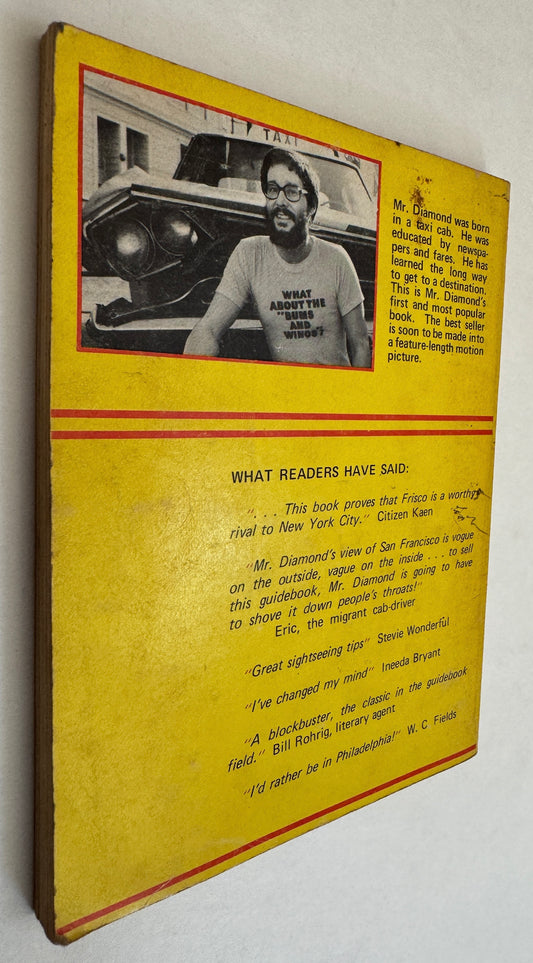 TAXI
WHAT
ABOUT THE
"BUMS
AND
WINOS"?
Mr. Diamond was born
in a taxi cab. He was
educated by newspa-
pers and fares. He has
learned the long way
to get to a destination.
This is Mr. Diamond's
first and most popular
book. The best seller
is soon to be made into
a feature-length motion
picture.
WHAT READERS HAVE SAID:
". . . This book proves that Frisco is a worthy
rival to New York City." Citizen Kaen
"Mr. Diamond's view of San Francisco is vogue
on the outside, vague on the inside . . . to sell
this guidebook, Mr. Diamond is going to have
to shove it down people's throats!"
Eric, the migrant cab-driver
"Great sightseeing tips" Stevie Wonderful
"I've changed my mind" Ineeda Bryant
"A blockbuster, the classic in the guidebook
field." Bill Rohrig, literary agent
"I'd rather be in Philadelphia!" W. C Fields